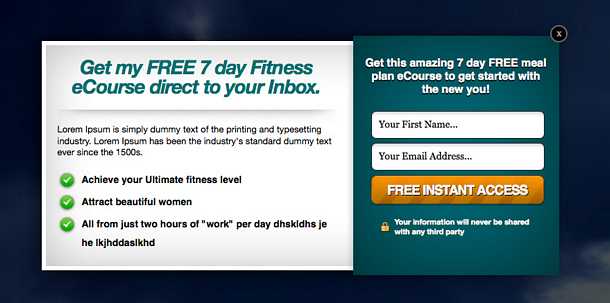 Get my FREE 7 day Fitness
eCourse direct to your Inbox.
Lorem Ipsum is simply dummy text of the printing and typesetting
industry. Lorem Ipsum has been the industry's standard dummy text
ever since the 1500s.
Achieve your Ultimate fitness level
Attract beautiful women
All from just two hours of "work" per day dhskldhs je
he lkjhddaslkhd
x
Get this amazing 7 day FREE meal
plan eCourse to get started with
the new you!
Your First Name...
Your Email Address...
FREE INSTANT ACCESS
Your information will never be shared
with any third party